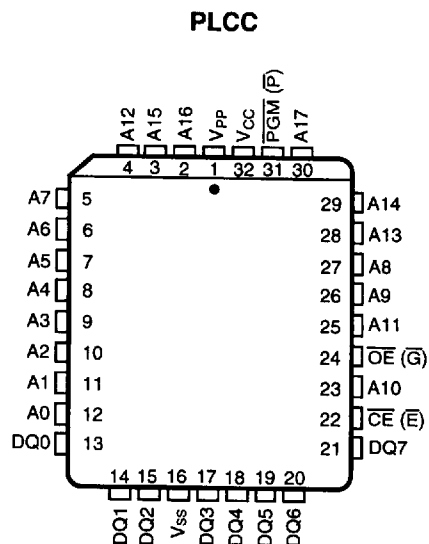 PLCC
A12 A15 A16 VPP VCC P̅G̅M̅ (P̅) A17
4 3 2 1 32 31 30
A7 5 29 A14
A6 6 28 A13
A5 7 27 A8
A4 8 26 A9
A3 9 25 A11
A2 10 24 O̅E̅ (G̅)
A1 11 23 A10
A0 12 22 C̅E̅ (E̅)
DQ0 13 21 DQ7
14 15 16 17 18 19 20
DQ1 DQ2 VSS DQ3 DQ4 DQ5 DQ6